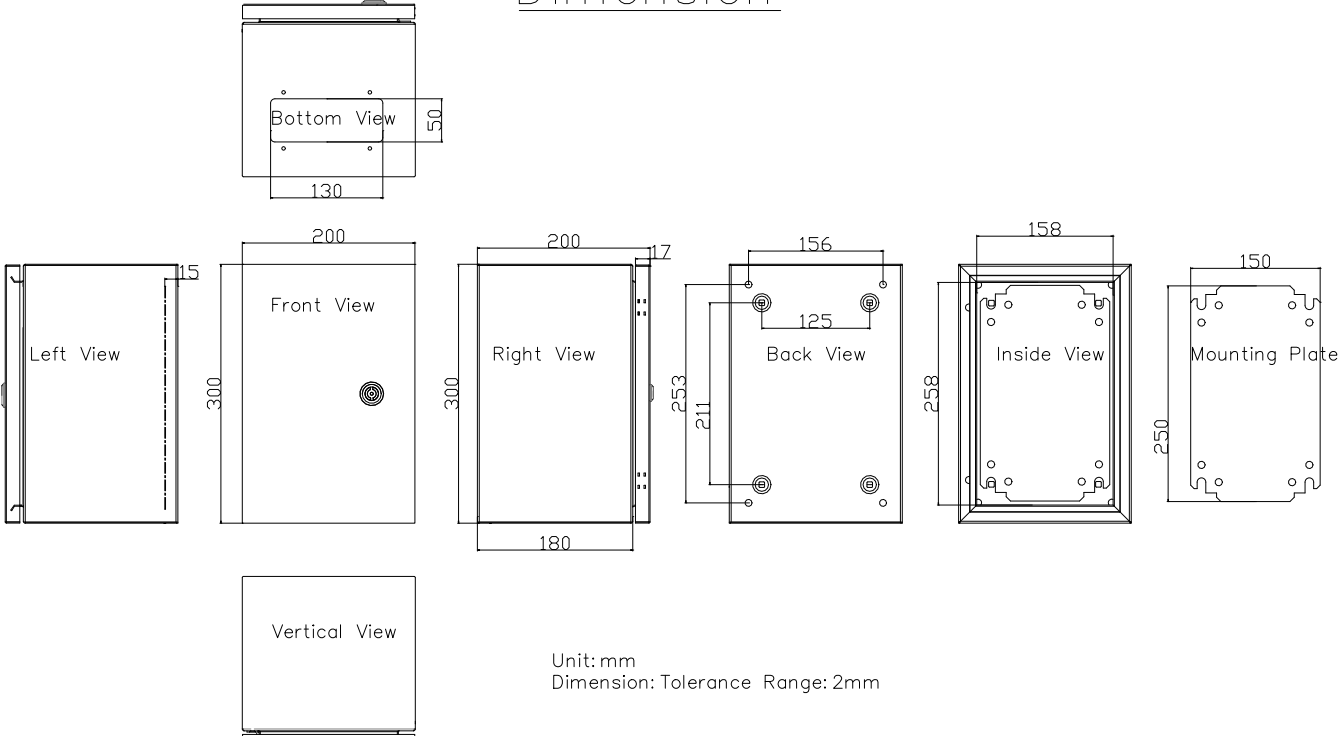 Dimension
Bottom View
50
130
200
200
17
156
158
150
15
Front View
125
Left View
Right View
Back View
Inside View
Mounting Plate
300
300
253
211
258
250
180
Vertical View
Unit: mm
Dimension: Tolerance Range: 2mm